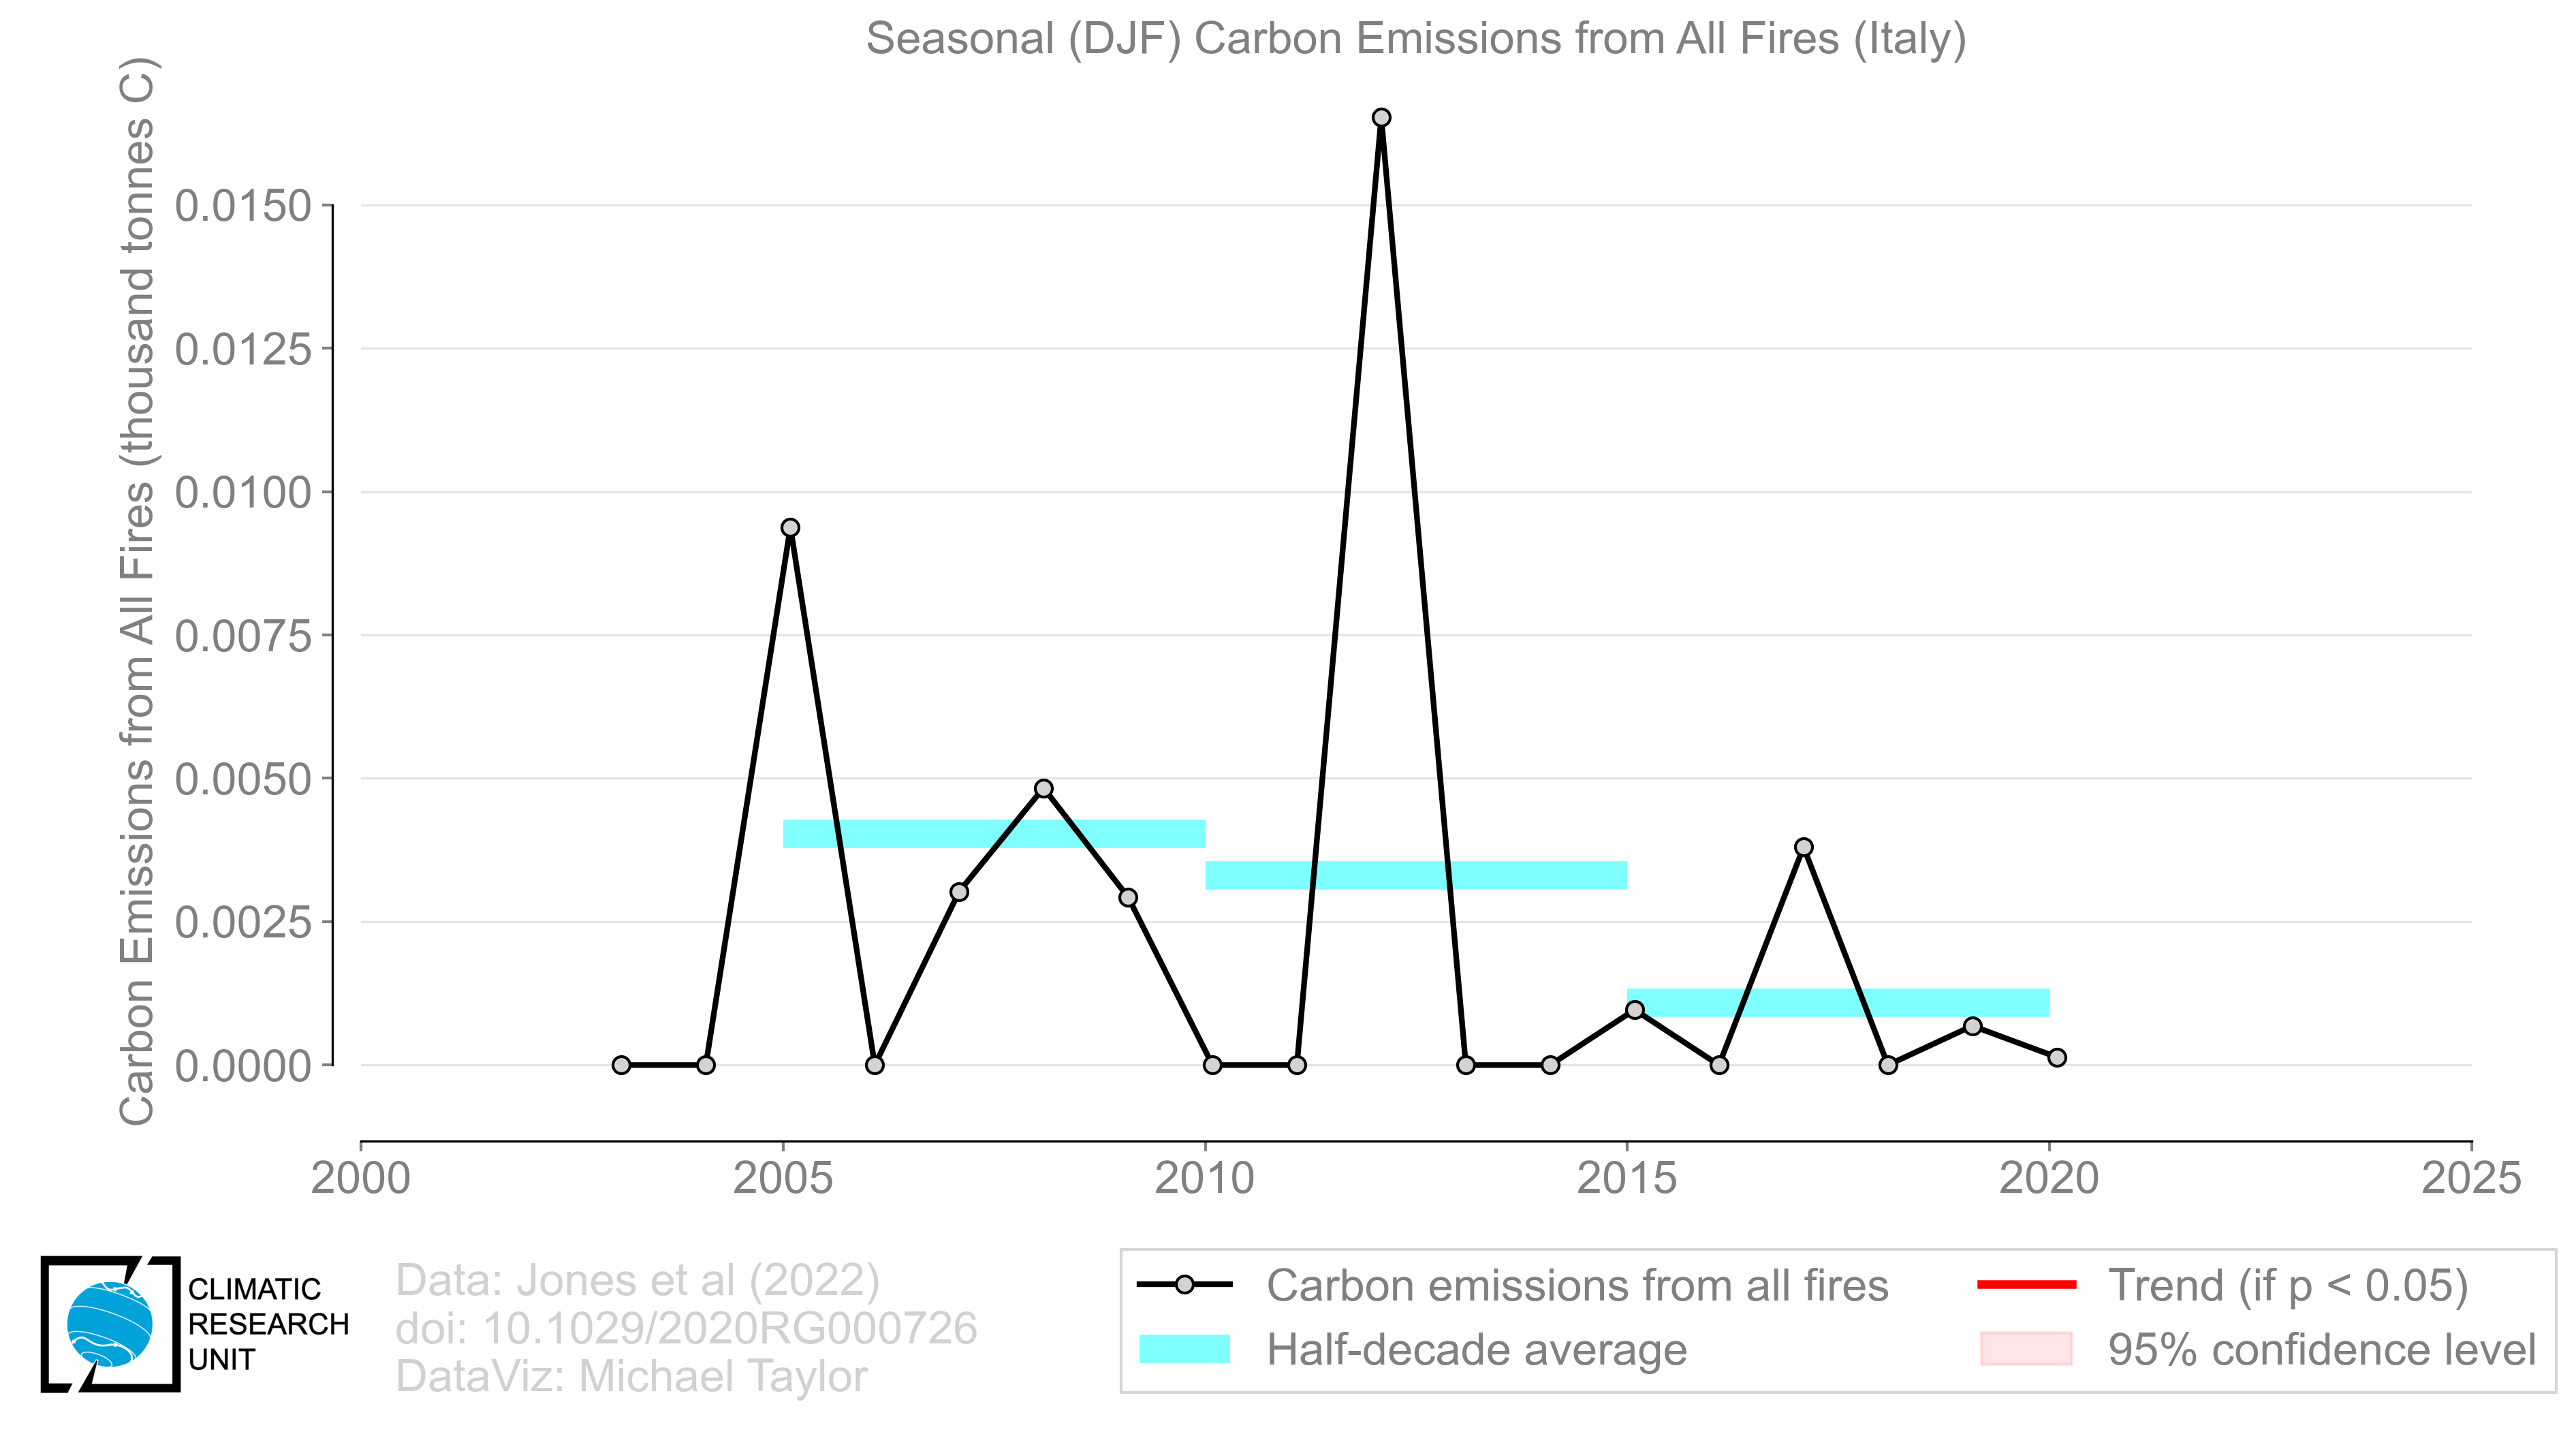 Seasonal (DJF) Carbon Emissions from All Fires (Italy)
Carbon Emissions from All Fires (thousand tonnes C)
0.0150
0.0125
0.0100
0.0075
0.0050
0.0025
0.0000
2000 2005 2010 2015 2020 2025
CLIMATIC
RESEARCH
UNIT
Data: Jones et al (2022)
doi: 10.1029/2020RG000726
DataViz: Michael Taylor
Carbon emissions from all fires
Half-decade average
Trend (if p < 0.05)
95% confidence level